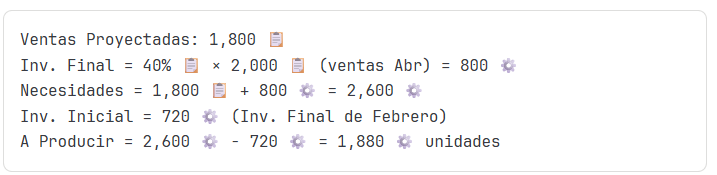 Ventas Proyectadas: 1,800 📋
Inv. Final = 40% 📋 × 2,000 📋 (ventas Abr) = 800 ⚙️
Necesidades = 1,800 📋 + 800 ⚙️ = 2,600 ⚙️
Inv. Inicial = 720 ⚙️ (Inv. Final de Febrero)
A Producir = 2,600 ⚙️ - 720 ⚙️ = 1,880 ⚙️ unidades